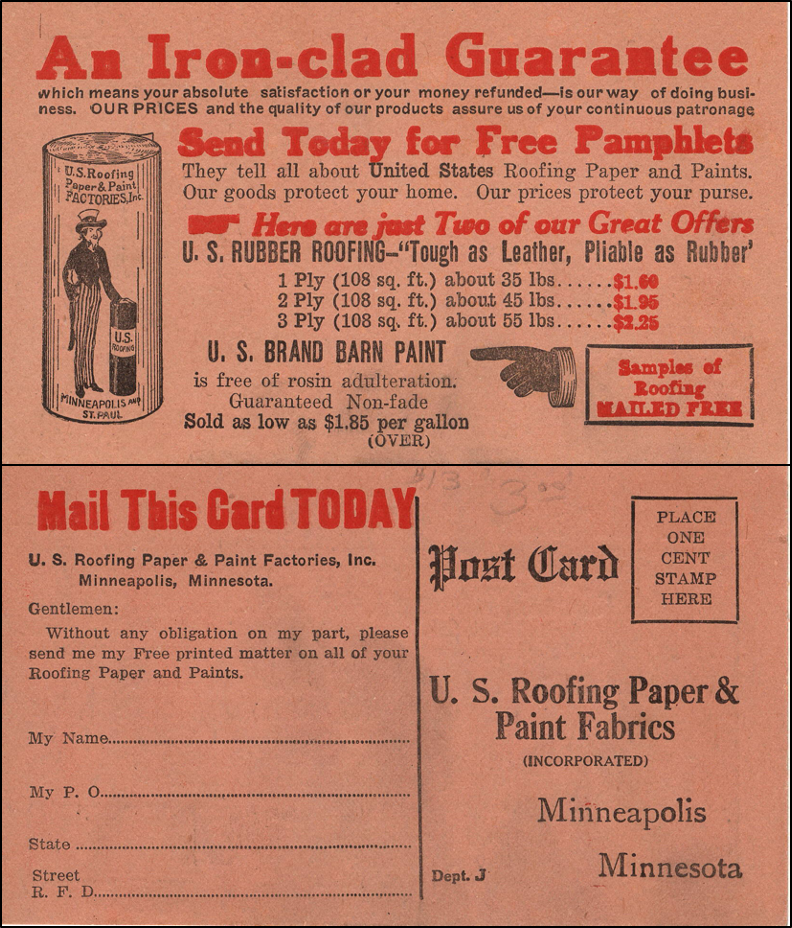 An Iron-clad Guarantee
which means your absolute satisfaction or your money refunded—is our way of doing busi-
ness. OUR PRICES and the quality of our products assure us of your continuous patronage
Send Today for Free Pamphlets
They tell all about United States Roofing Paper and Paints.
Our goods protect your home. Our prices protect your purse.
Here are just Two of our Great Offers
U. S. RUBBER ROOFING—"Tough as Leather, Pliable as Rubber'
1 Ply (108 sq. ft.) about 35 lbs......$1.60
2 Ply (108 sq. ft.) about 45 lbs......$1.95
3 Ply (108 sq. ft.) about 55 lbs......$2.25
U. S. BRAND BARN PAINT
is free of rosin adulteration.
Guaranteed Non-fade
Sold as low as $1.85 per gallon
(OVER)
U.S. Roofing
Paper & Paint
FACTORIES, Inc.
U.S.
ROOFING
MINNEAPOLIS AND
ST. PAUL
Samples of
Roofing
MAILED FREE
$13
3.00
Mail This Card TODAY
U. S. Roofing Paper & Paint Factories, Inc.
Minneapolis, Minnesota.
Gentlemen:
Without any obligation on my part, please
send me my Free printed matter on all of your
Roofing Paper and Paints.
My Name
My P. O.
State
Street
R. F. D.
Post Card
PLACE
ONE
CENT
STAMP
HERE
U. S. Roofing Paper &
Paint Fabrics
(INCORPORATED)
Minneapolis
Minnesota
Dept. J